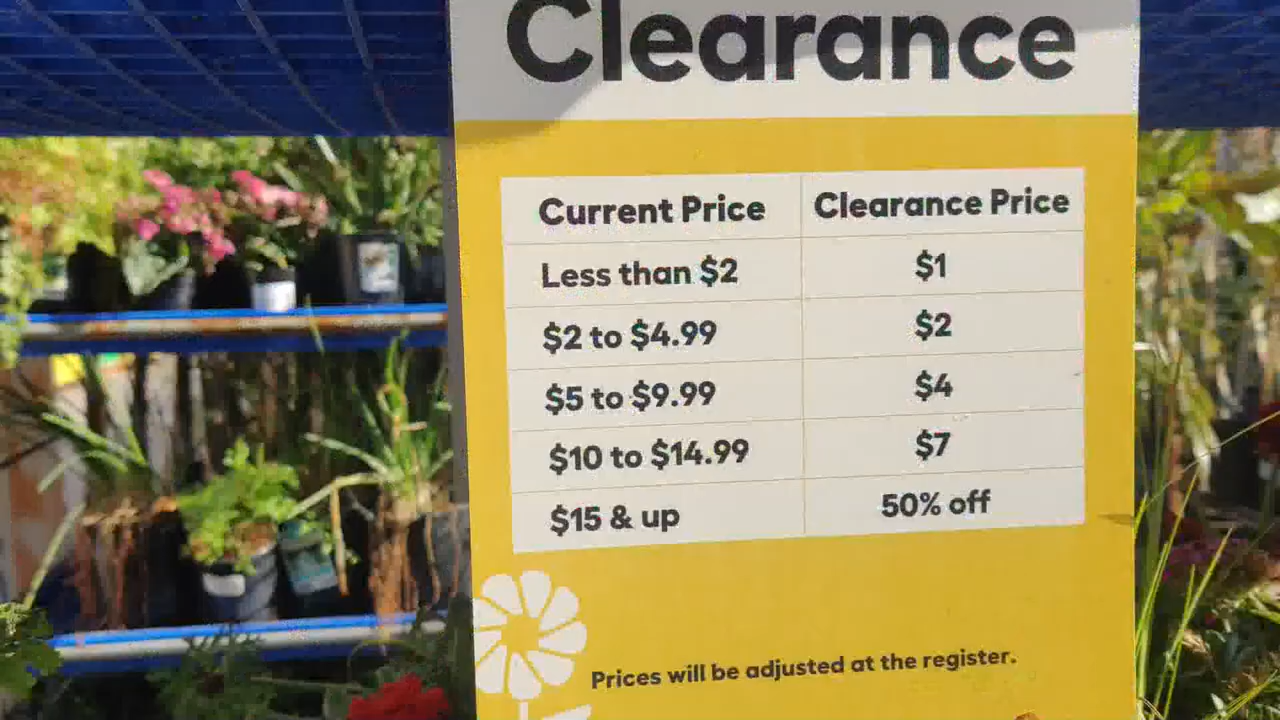 Clearance
Current Price Clearance Price
Less than $2 $1
$2 to $4.99 $2
$5 to $9.99 $4
$10 to $14.99 $7
$15 & up 50% off
Prices will be adjusted at the register.